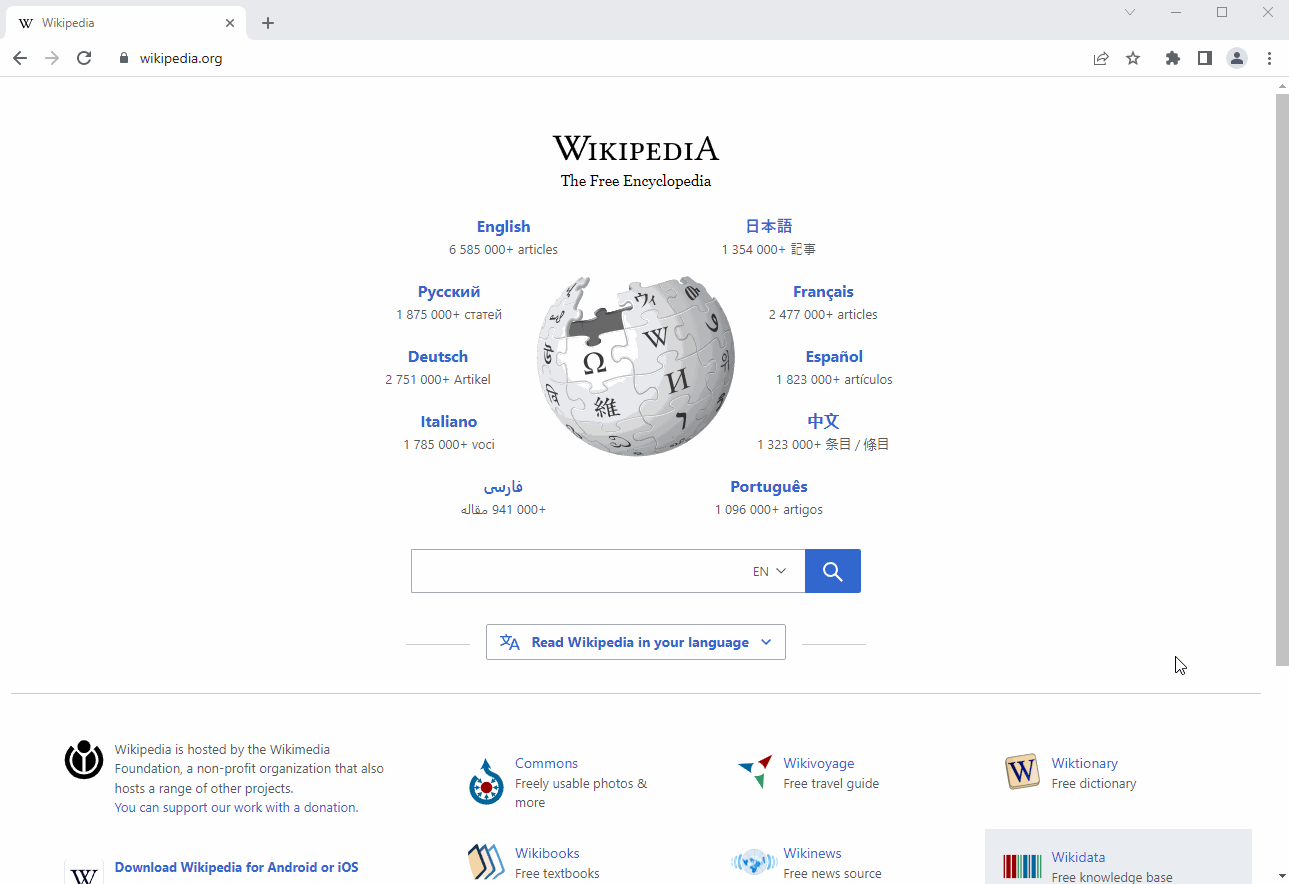 Wikipedia
wikipedia.org
WIKIPEDIA
The Free Encyclopedia
English
6 585 000+ articles
日本語
1 354 000+ 記事
Русский
1 875 000+ статей
Français
2 477 000+ articles
Deutsch
2 751 000+ Artikel
Español
1 823 000+ artículos
Italiano
1 785 000+ voci
中文
1 323 000+ 条目 / 條目
فارسی
941 000+ مقاله
Português
1 096 000+ artigos
Ω
W
И
維
ウィ
7
EN
Read Wikipedia in your language
Wikipedia is hosted by the Wikimedia
Foundation, a non-profit organization that also
hosts a range of other projects.
You can support our work with a donation.
Download Wikipedia for Android or iOS
Commons
Freely usable photos &
more
Wikivoyage
Free travel guide
Wiktionary
Free dictionary
Wikibooks
Free textbooks
Wikinews
Free news source
Wikidata
Free knowledge base